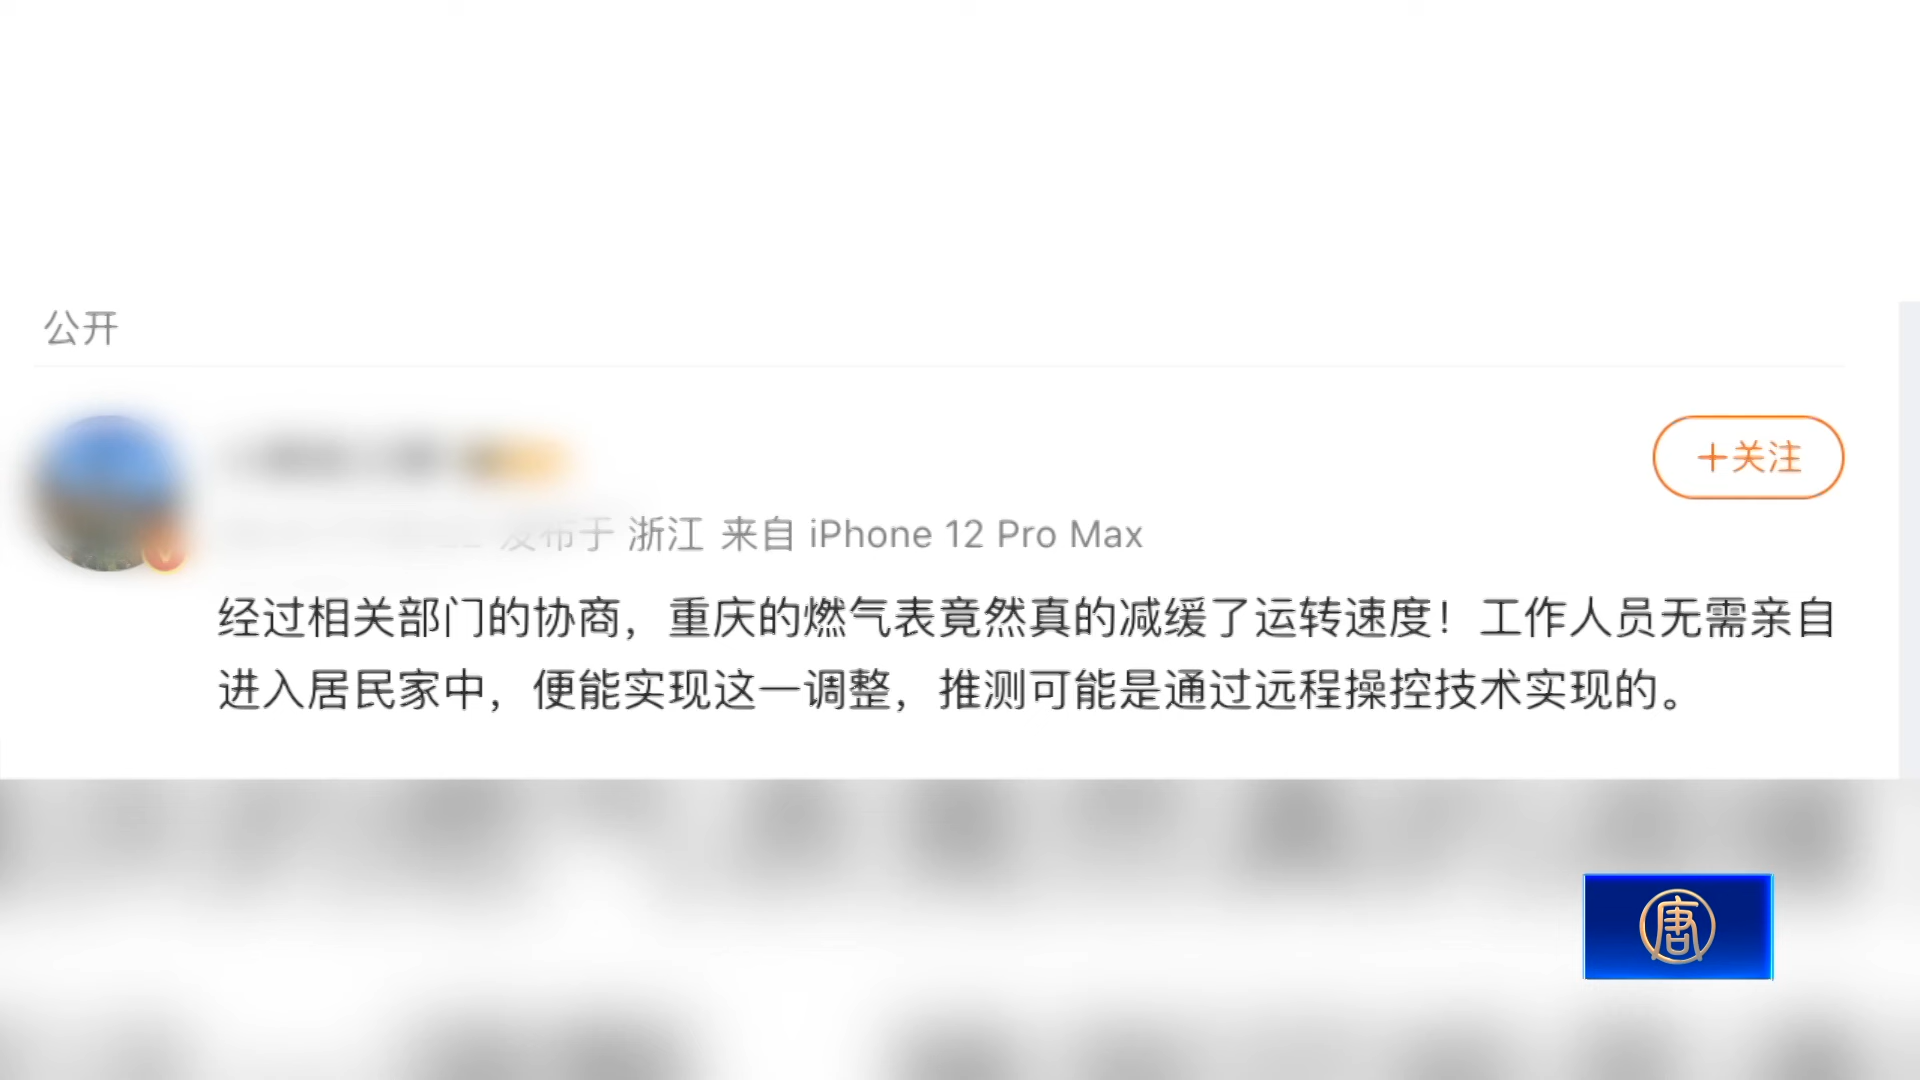 公开
+关注
发布于 浙江 来自 iPhone 12 Pro Max
经过相关部门的协商，重庆的燃气表竟然真的减缓了运转速度！工作人员无需亲自
进入居民家中，便能实现这一调整，推测可能是通过远程操控技术实现的。
唐